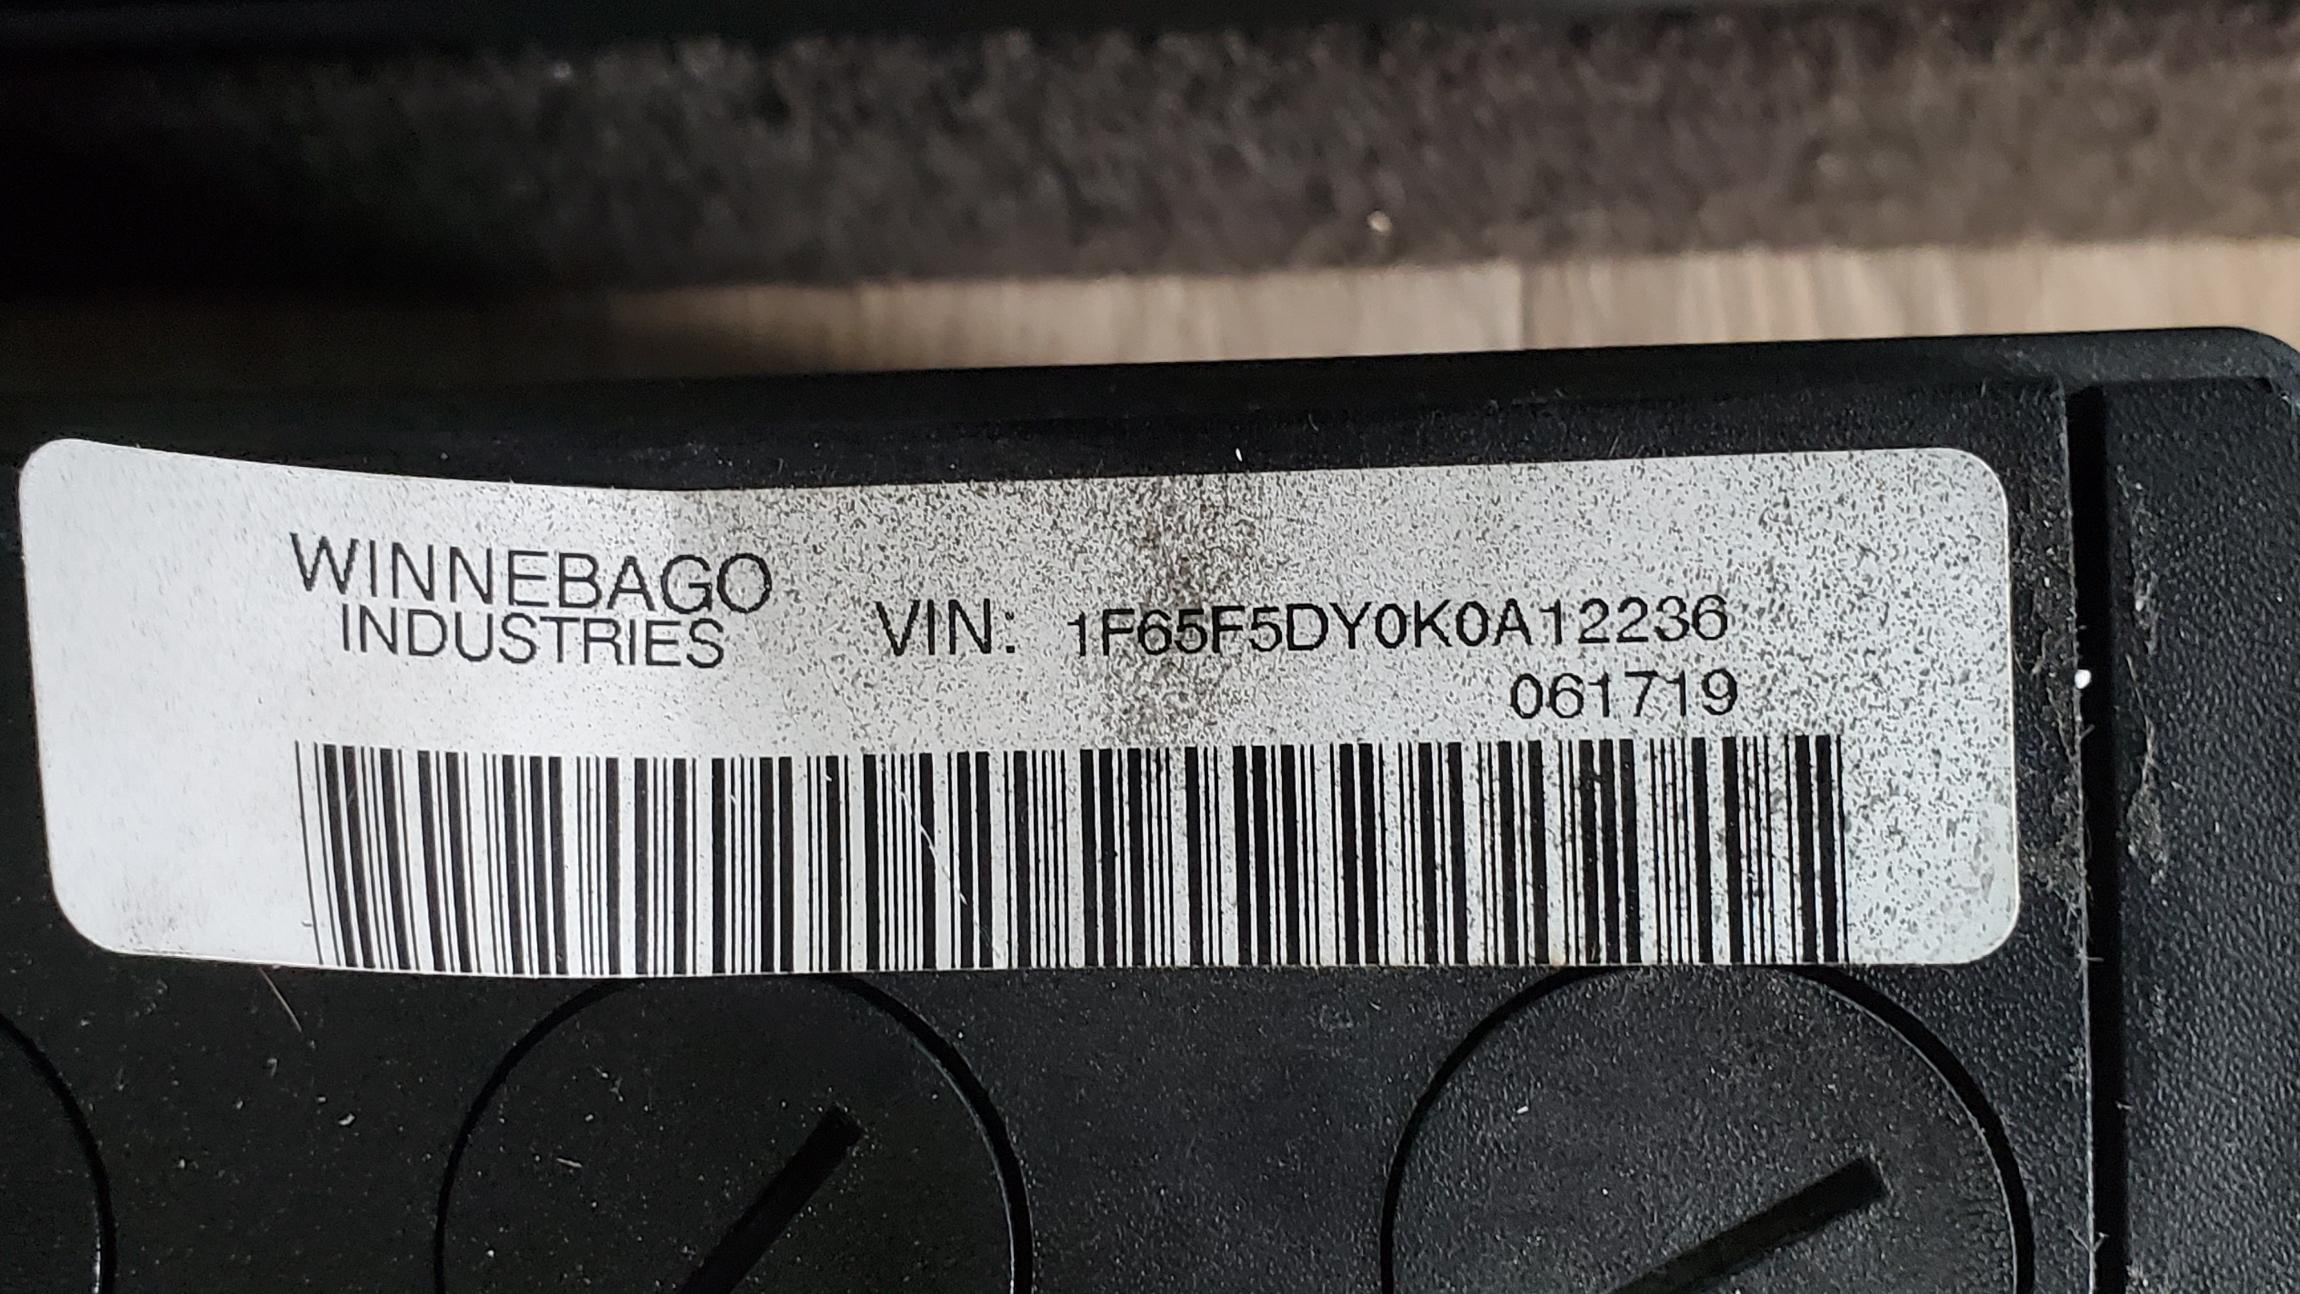 WINNEBAGO
INDUSTRIES
VIN: 1F65F5DY0K0A12236
061719